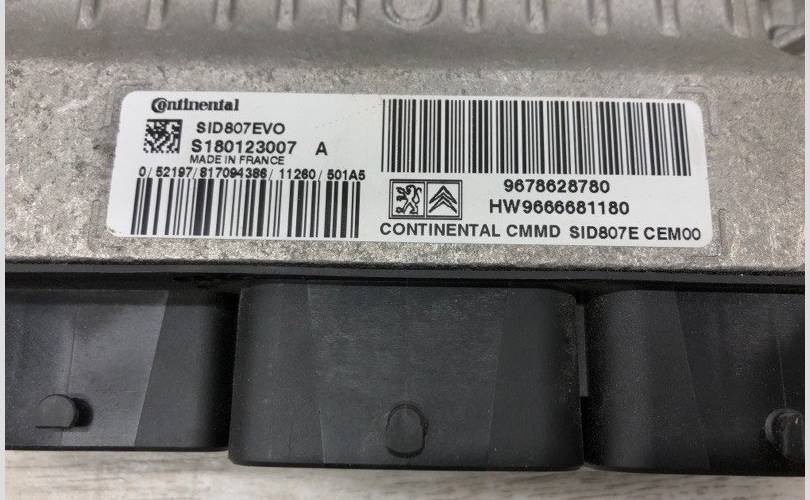 Continental
SID807EVO
S180123007 A
MADE IN FRANCE
0/52197/817094386/11260/501A5
9678628780
HW9666681180
CONTINENTAL CMMD SID807E CEM00